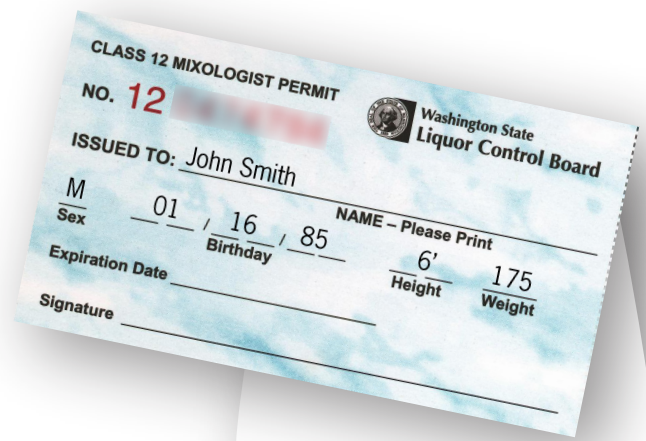 CLASS 12 MIXOLOGIST PERMIT
NO. 12
Washington State
Liquor Control Board
ISSUED TO: John Smith
NAME – Please Print
M 01 / 16 / 85 6' 175
Sex Birthday Height Weight
Expiration Date
Signature